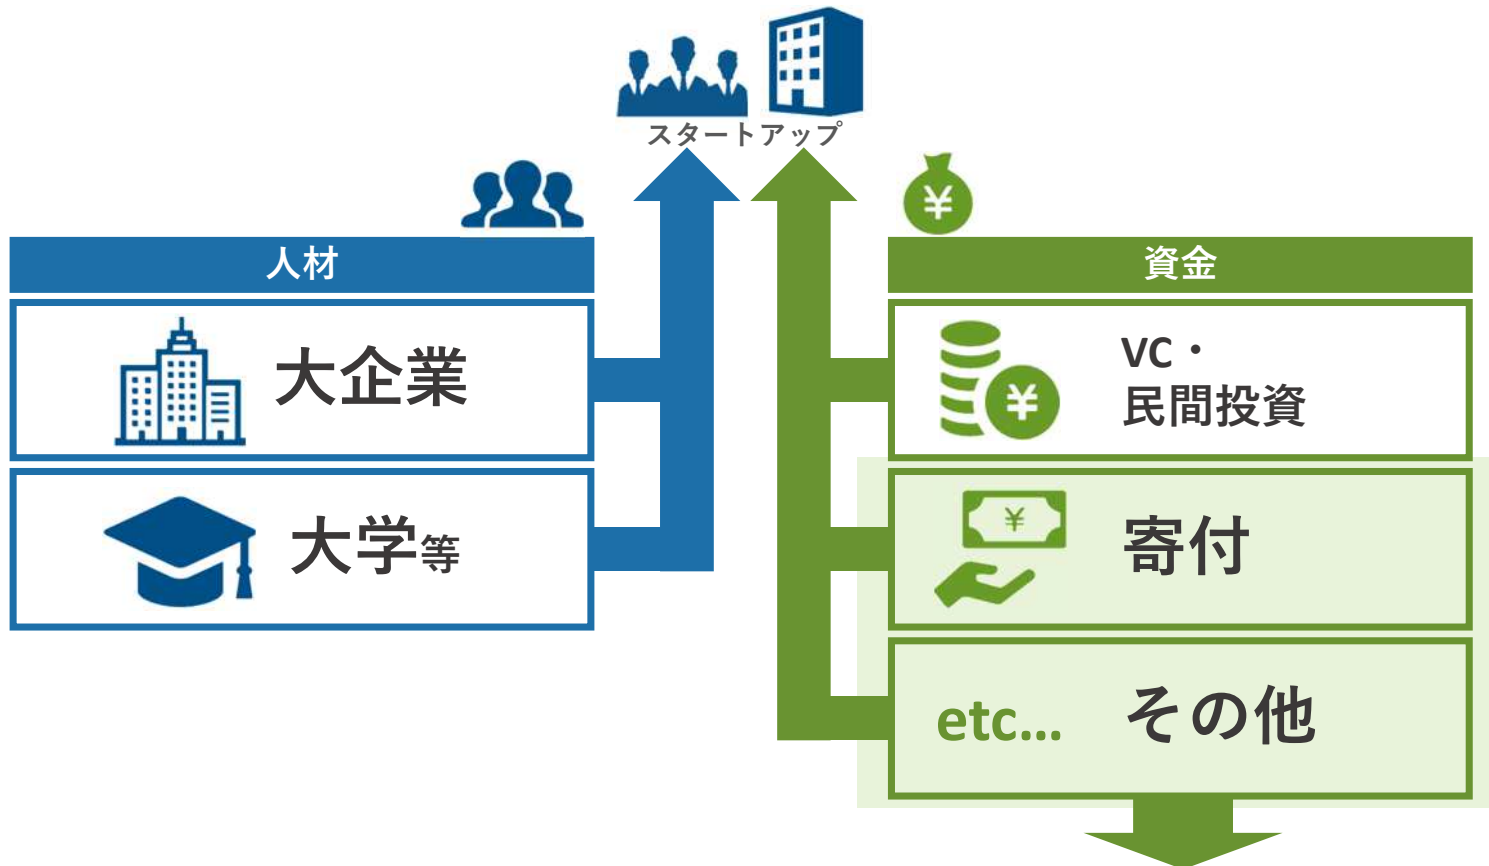 スタートアップ
人材
大企業
大学等
資金
¥
VC・
民間投資
¥
¥
寄付
etc... その他